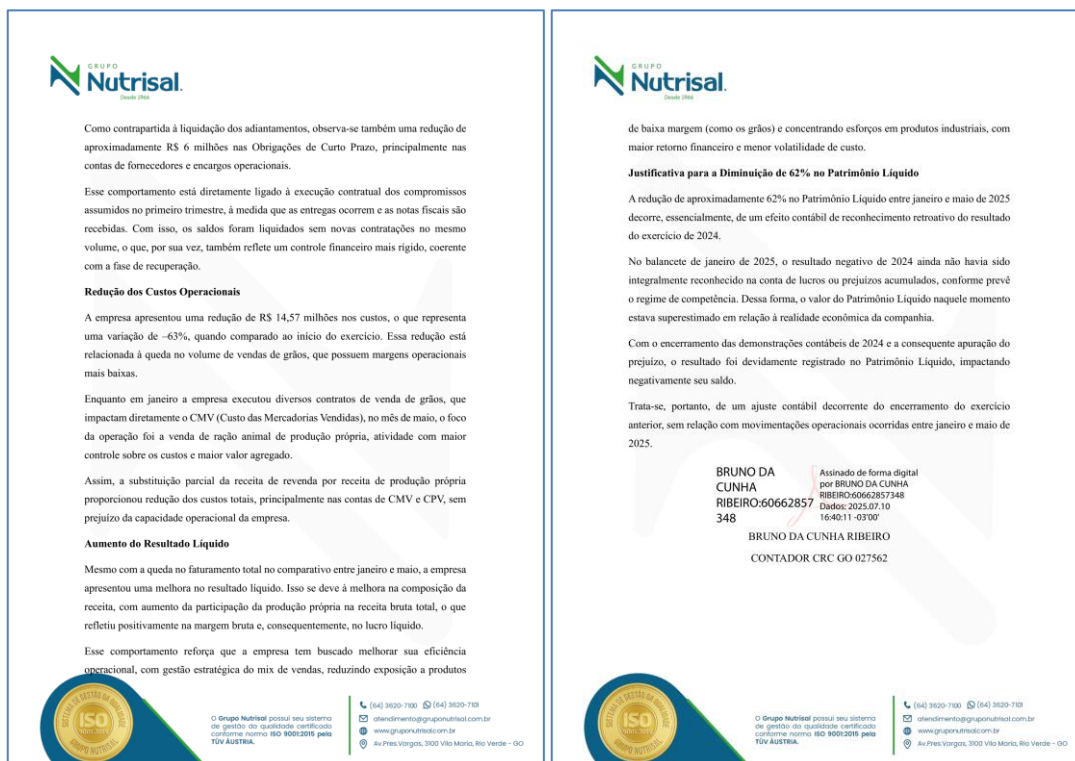 GRUPO
Nutrisal.
Desde 1966
Como contrapartida à liquidação dos adiantamentos, observa-se também uma redução de
aproximadamente R$ 6 milhões nas Obrigações de Curto Prazo, principalmente nas
contas de fornecedores e encargos operacionais.
Esse comportamento está diretamente ligado à execução contratual dos compromissos
assumidos no primeiro trimestre, à medida que as entregas ocorrem e as notas fiscais são
recebidas. Com isso, os saldos foram liquidados sem novas contratações no mesmo
volume, o que, por sua vez, também reflete um controle financeiro mais rígido, coerente
com a fase de recuperação.
Redução dos Custos Operacionais
A empresa apresentou uma redução de R$ 14,57 milhões nos custos, o que representa
uma variação de –63%, quando comparado ao início do exercício. Essa redução está
relacionada à queda no volume de vendas de grãos, que possuem margens operacionais
mais baixas.
Enquanto em janeiro a empresa executou diversos contratos de venda de grãos, que
impactam diretamente o CMV (Custo das Mercadorias Vendidas), no mês de maio, o foco
da operação foi a venda de ração animal de produção própria, atividade com maior
controle sobre os custos e maior valor agregado.
Assim, a substituição parcial da receita de revenda por receita de produção própria
proporcionou redução dos custos totais, principalmente nas contas de CMV e CPV, sem
prejuízo da capacidade operacional da empresa.
Aumento do Resultado Líquido
Mesmo com a queda no faturamento total no comparativo entre janeiro e maio, a empresa
apresentou uma melhora no resultado líquido. Isso se deve à melhora na composição da
receita, com aumento da participação da produção própria na receita bruta total, o que
refletiu positivamente na margem bruta e, consequentemente, no lucro líquido.
Esse comportamento reforça que a empresa tem buscado melhorar sua eficiência
operacional, com gestão estratégica do mix de vendas, reduzindo exposição a produtos
SISTEMA DE GESTÃO DA QUALIDADE
ISO
9001:2015
GRUPO NUTRISAL
O Grupo Nutrisal possui seu sistema
de gestão da qualidade certificado
conforme norma ISO 9001:2015 pela
TÜV ÁUSTRIA.
(64) 3620-7100 (64) 3620-7101
atendimento@gruponutrisal.com.br
www.gruponutrisal.com.br
Av.Pres.Vargas, 3100 Vila Maria, Rio Verde - GO
GRUPO
Nutrisal.
Desde 1966
de baixa margem (como os grãos) e concentrando esforços em produtos industriais, com
maior retorno financeiro e menor volatilidade de custo.
Justificativa para a Diminuição de 62% no Patrimônio Líquido
A redução de aproximadamente 62% no Patrimônio Líquido entre janeiro e maio de 2025
decorre, essencialmente, de um efeito contábil de reconhecimento retroativo do resultado
do exercício de 2024.
No balancete de janeiro de 2025, o resultado negativo de 2024 ainda não havia sido
integralmente reconhecido na conta de lucros ou prejuízos acumulados, conforme prevê
o regime de competência. Dessa forma, o valor do Patrimônio Líquido naquele momento
estava superestimado em relação à realidade econômica da companhia.
Com o encerramento das demonstrações contábeis de 2024 e a consequente apuração do
prejuízo, o resultado foi devidamente registrado no Patrimônio Líquido, impactando
negativamente seu saldo.
Trata-se, portanto, de um ajuste contábil decorrente do encerramento do exercício
anterior, sem relação com movimentações operacionais ocorridas entre janeiro e maio de
2025.
BRUNO DA
CUNHA
RIBEIRO:60662857
348
Assinado de forma digital
por BRUNO DA CUNHA
RIBEIRO:60662857348
Dados: 2025.07.10
16:40:11 -03'00'
BRUNO DA CUNHA RIBEIRO
CONTADOR CRC GO 027562
SISTEMA DE GESTÃO DA QUALIDADE
ISO
9001:2015
GRUPO NUTRISAL
O Grupo Nutrisal possui seu sistema
de gestão da qualidade certificado
conforme norma ISO 9001:2015 pela
TÜV ÁUSTRIA.
(64) 3620-7100 (64) 3620-7101
atendimento@gruponutrisal.com.br
www.gruponutrisal.com.br
Av.Pres.Vargas, 3100 Vila Maria, Rio Verde - GO